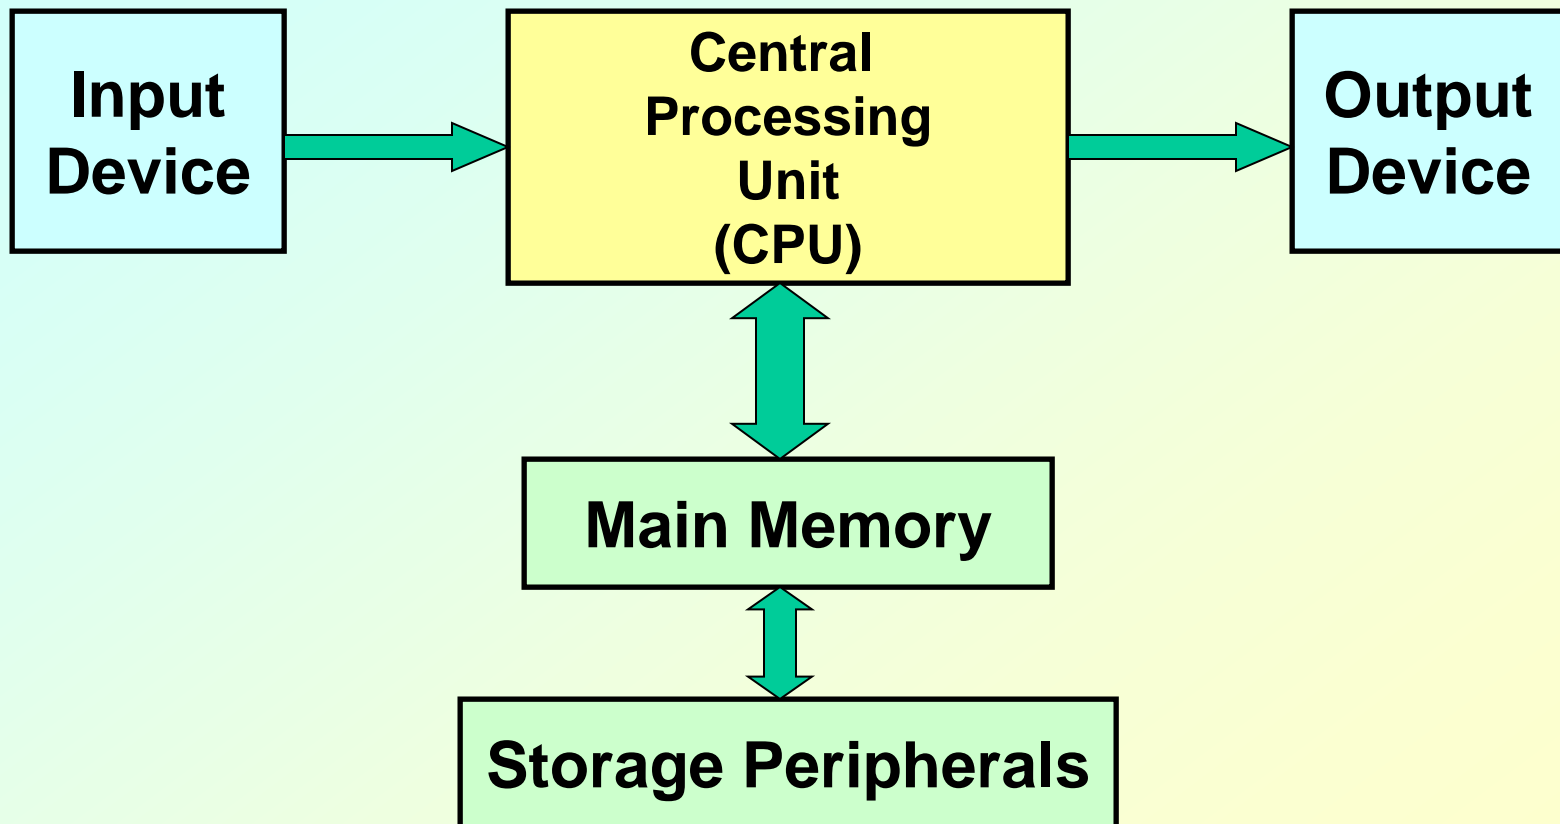 Input
Device
Central
Processing
Unit
(CPU)
Output
Device
Main Memory
Storage Peripherals